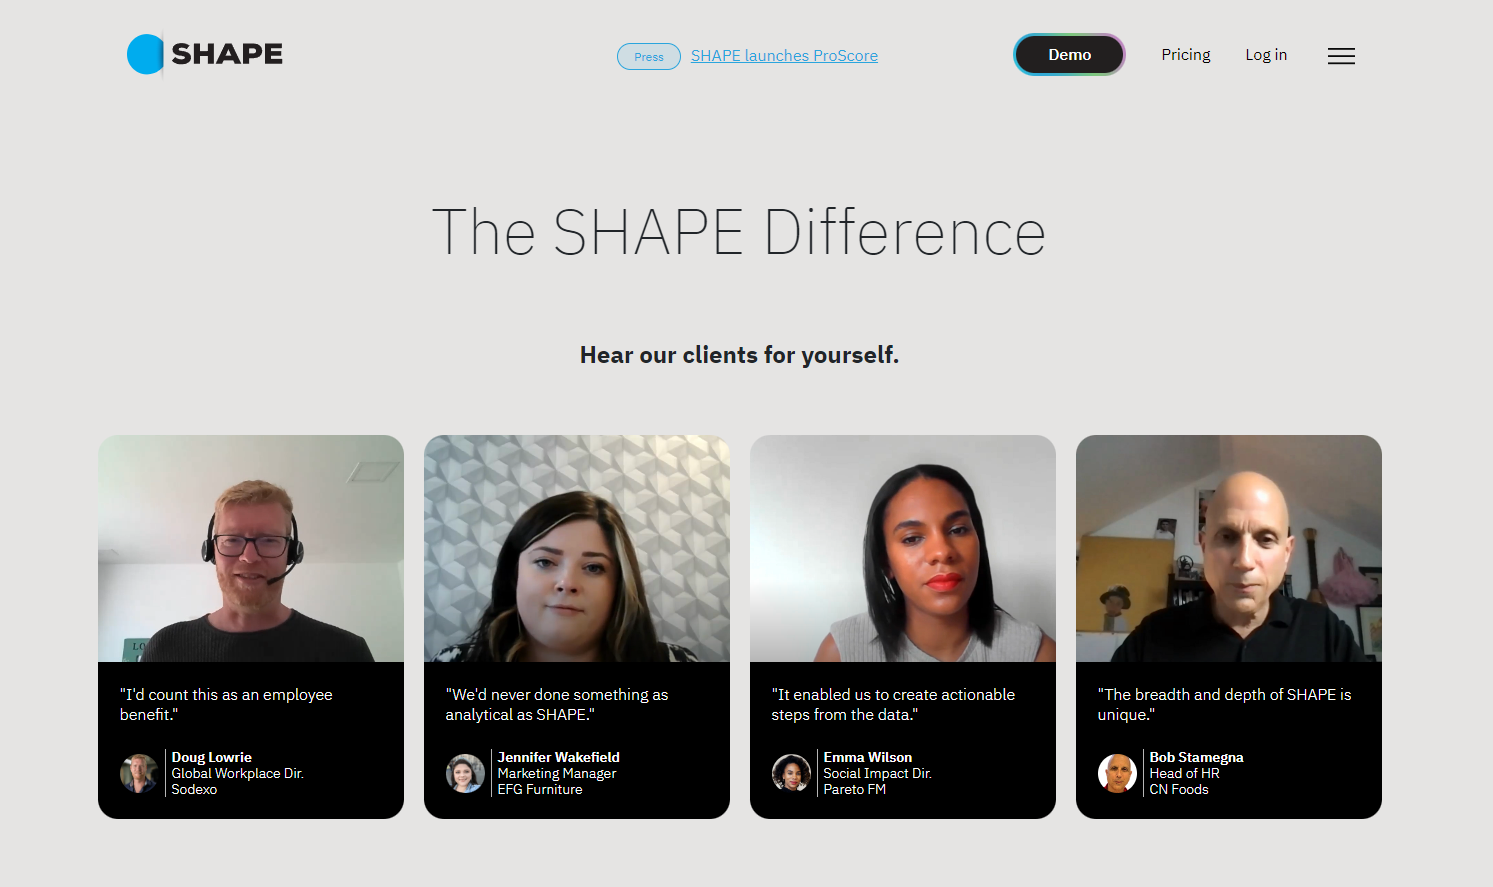 SHAPE
Press
SHAPE launches ProScore
Demo
Pricing
Log in
The SHAPE Difference
Hear our clients for yourself.
"I'd count this as an employee
benefit."
Doug Lowrie
Global Workplace Dir.
Sodexo
"We'd never done something as
analytical as SHAPE."
Jennifer Wakefield
Marketing Manager
EFG Furniture
"It enabled us to create actionable
steps from the data."
Emma Wilson
Social Impact Dir.
Pareto FM
"The breadth and depth of SHAPE is
unique."
Bob Stamegna
Head of HR
CN Foods